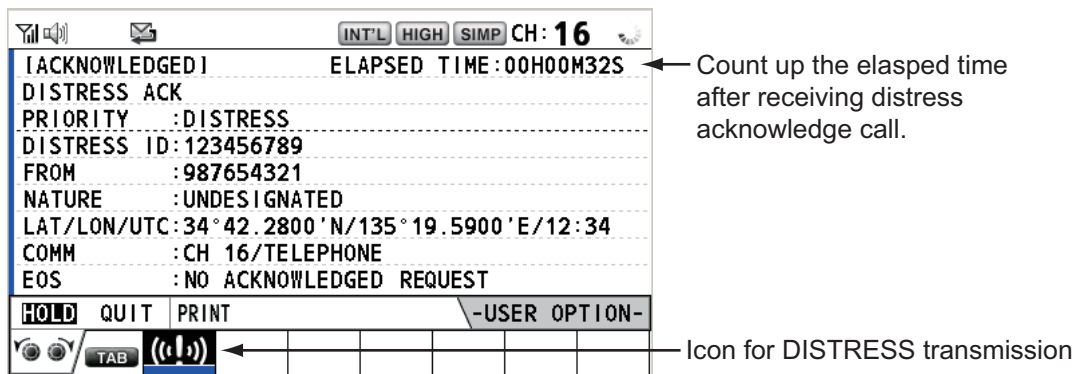 INT'L HIGH SIMP CH: 16
[ACKNOWLEDGED] ELAPSED TIME:00H00M32S
Count up the elasped time
after receiving distress
acknowledge call.
DISTRESS ACK
PRIORITY :DISTRESS
DISTRESS ID:123456789
FROM :987654321
NATURE :UNDESIGNATED
LAT/LON/UTC:34°42.2800'N/135°19.5900'E/12:34
COMM :CH 16/TELEPHONE
EOS :NO ACKNOWLEDGED REQUEST
HOLD QUIT PRINT -USER OPTION-
TAB
Icon for DISTRESS transmission